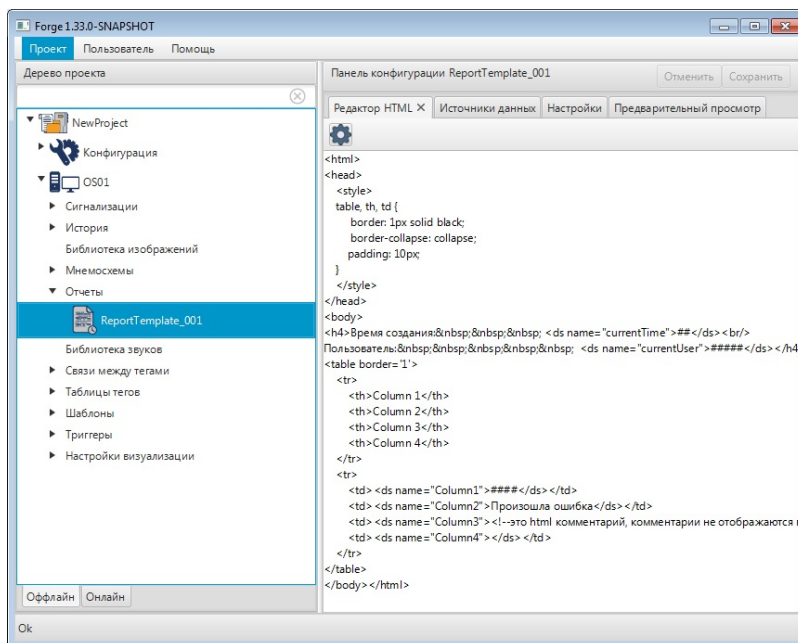 Forge 1.33.0-SNAPSHOT
Проект Пользователь Помощь
Дерево проекта
NewProject
Конфигурация
OS01
Сигнализации
История
Библиотека изображений
Мнемосхемы
Отчеты
ReportTemplate_001
Библиотека звуков
Связи между тегами
Таблицы тегов
Шаблоны
Триггеры
Настройки визуализации
Оффлайн Онлайн
Панель конфигурации ReportTemplate_001 Отменить Сохранить
Редактор HTML Источники данных Настройки Предварительный просмотр
<html>
<head>
<style>
table, th, td {
border: 1px solid black;
border-collapse: collapse;
padding: 10px;
}
</style>
</head>
<body>
<h4>Время создания:&nbsp;&nbsp;&nbsp; <ds name="currentTime">##</ds><br/>
Пользователь:&nbsp;&nbsp;&nbsp;&nbsp;&nbsp; <ds name="currentUser">#####</ds></h4
<table border='1'>
<tr>
<th>Column 1</th>
<th>Column 2</th>
<th>Column 3</th>
<th>Column 4</th>
</tr>
<tr>
<td> <ds name="Column1">####</ds></td>
<td> <ds name="Column2">Произошла ошибка</ds></td>
<td> <ds name="Column3"><!--это html комментарий, комментарии не отображаются
<td> <ds name="Column4"></ds> </td>
</tr>
</table>
</body></html>
Ok